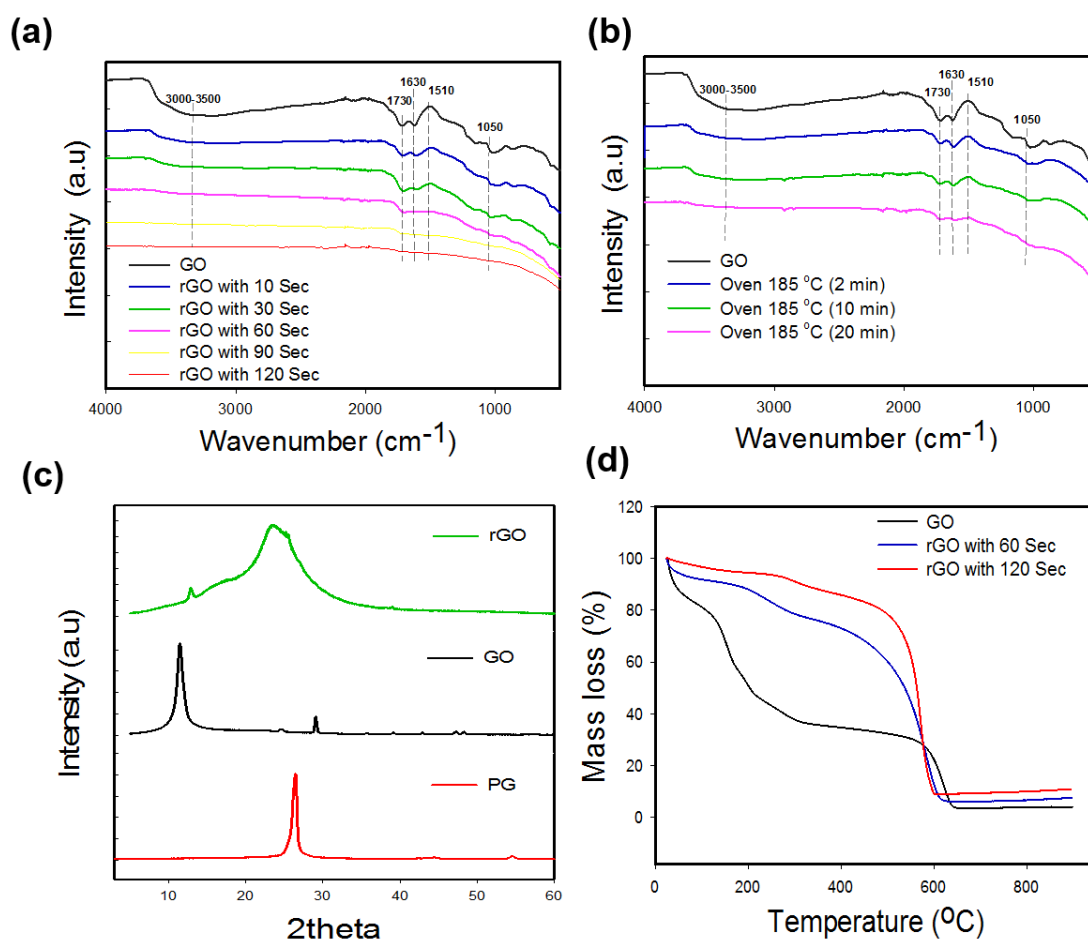 (a)
3000-3500
1730
1630
1510
1050
Intensity (a.u)
GO
rGO with 10 Sec
rGO with 30 Sec
rGO with 60 Sec
rGO with 90 Sec
rGO with 120 Sec
4000 3000 2000 1000
Wavenumber (cm-1)
(b)
3000-3500
1730
1630
1510
1050
Intensity (a.u)
GO
Oven 185 °C (2 min)
Oven 185 °C (10 min)
Oven 185 °C (20 min)
4000 3000 2000 1000
Wavenumber (cm-1)
(c)
rGO
GO
PG
Intensity (a.u)
10 20 30 40 50 60
2theta
(d)
GO
rGO with 60 Sec
rGO with 120 Sec
120
100
80
60
40
20
0
Mass loss (%)
0 200 400 600 800
Temperature (ºC)